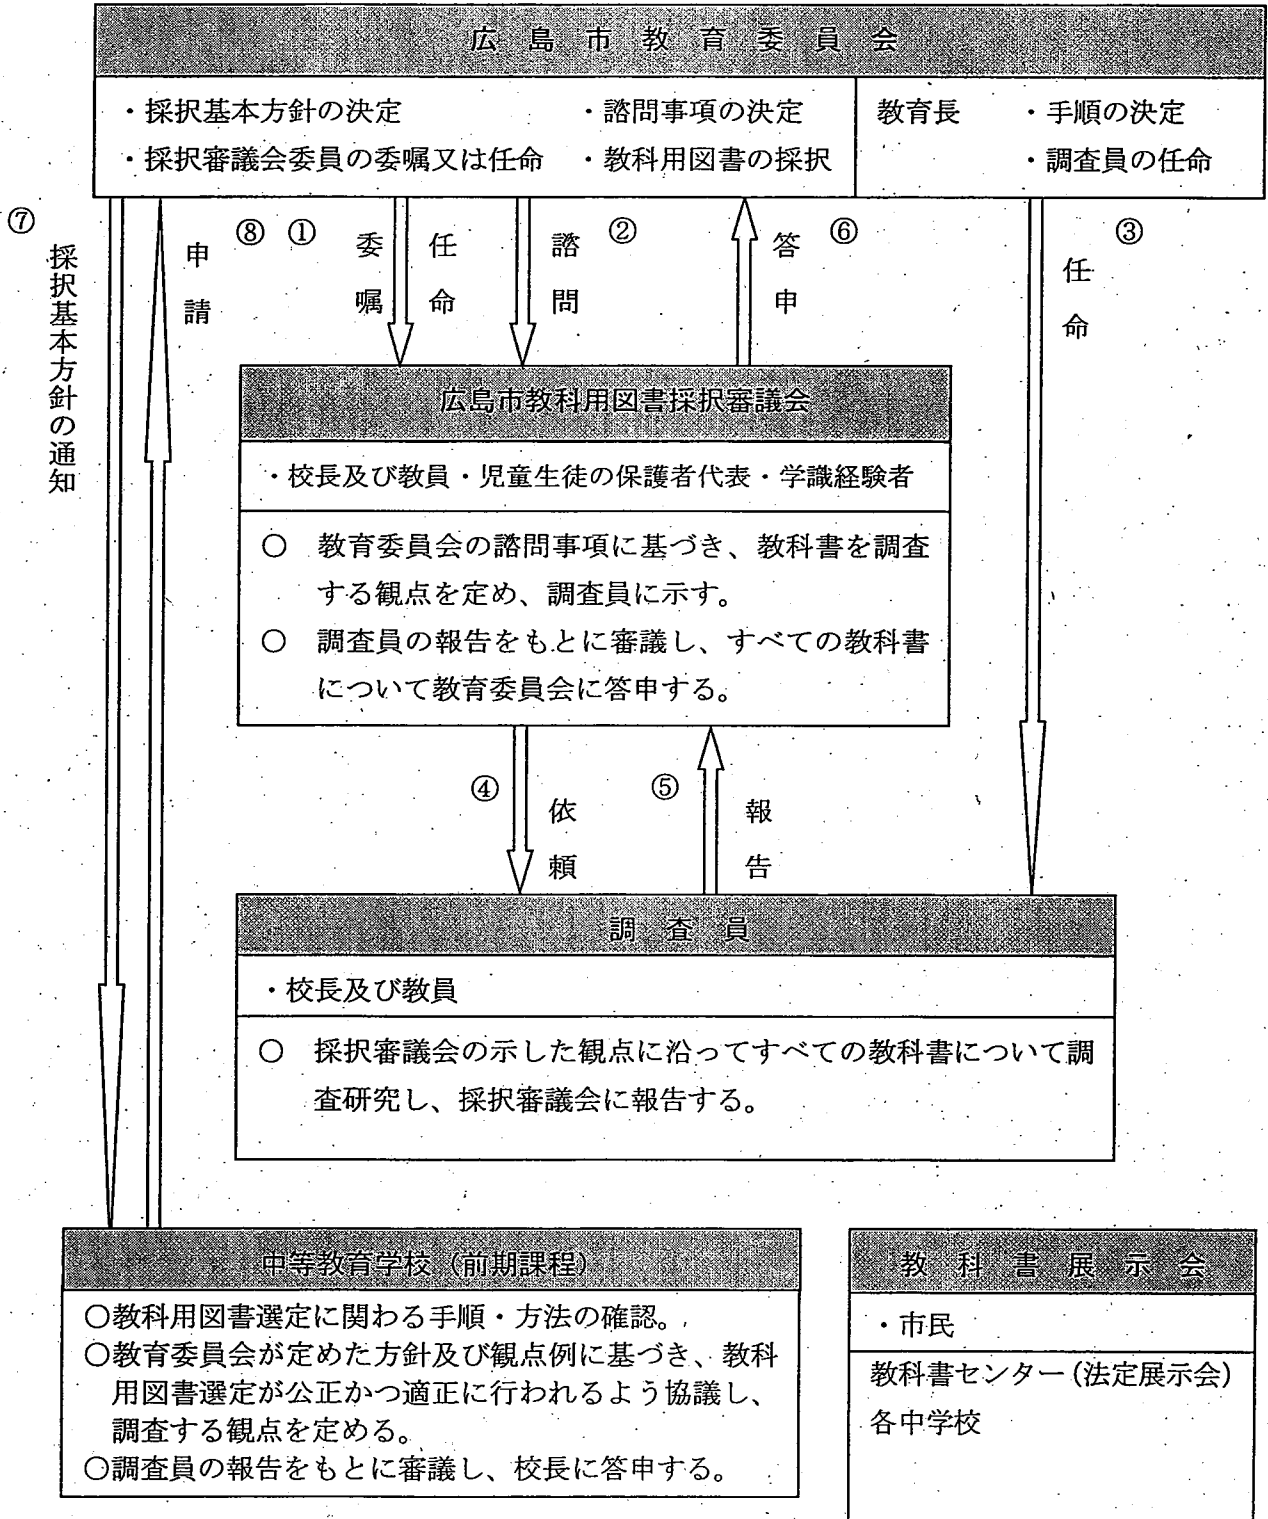 広島市教育委員会
・採択基本方針の決定 ・諮問事項の決定
・採択審議会委員の委嘱又は任命 ・教科用図書の採択
教育長 ・手順の決定
・調査員の任命
⑦ 採択基本方針の通知
申請 ⑧
① 委嘱 任命
諮問 ②
答申 ⑥
任命 ③
広島市教科用図書採択審議会
・校長及び教員・児童生徒の保護者代表・学識経験者
○ 教育委員会の諮問事項に基づき、教科書を調査
する観点を定め、調査員に示す。
○ 調査員の報告をもとに審議し、すべての教科書
について教育委員会に答申する。
④ 依頼
⑤ 報告
調査員
・校長及び教員
○ 採択審議会の示した観点に沿ってすべての教科書について調
査研究し、採択審議会に報告する。
中等教育学校（前期課程）
○教科用図書選定に関わる手順・方法の確認。
○教育委員会が定めた方針及び観点例に基づき、教科
用図書選定が公正かつ適正に行われるよう協議し、
調査する観点を定める。
○調査員の報告をもとに審議し、校長に答申する。
教科書展示会
・市民
教科書センター（法定展示会）
各中学校